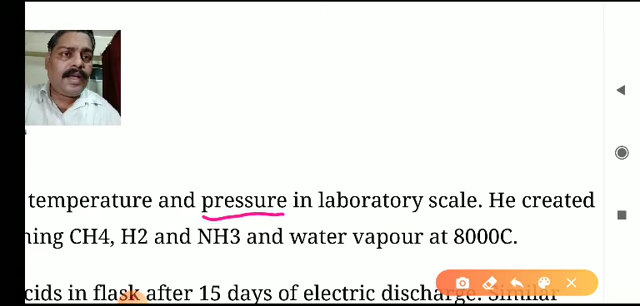 temperature and pressure in laboratory scale. He created
ning CH4, H2 and NH3 and water vapour at 8000C.
cids in flask after 15 days of electric discharge. Similar